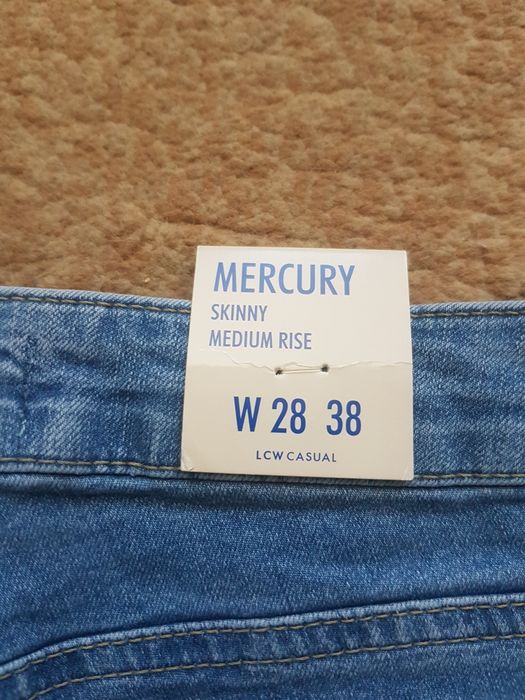 MERCURY
SKINNY
MEDIUM RISE
W 28 38
LCW CASUAL